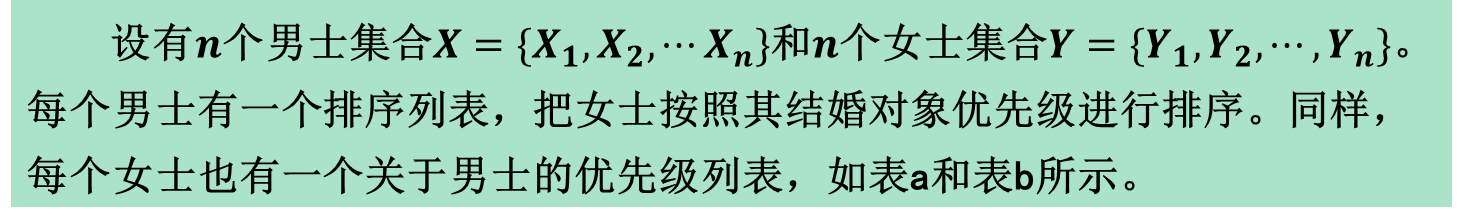 设有n个男士集合X = {X₁, X₂, ⋯ Xₙ}和n个女士集合Y = {Y₁, Y₂, ⋯, Yₙ}。
每个男士有一个排序列表，把女士按照其结婚对象优先级进行排序。同样，
每个女士也有一个关于男士的优先级列表，如表a和表b所示。